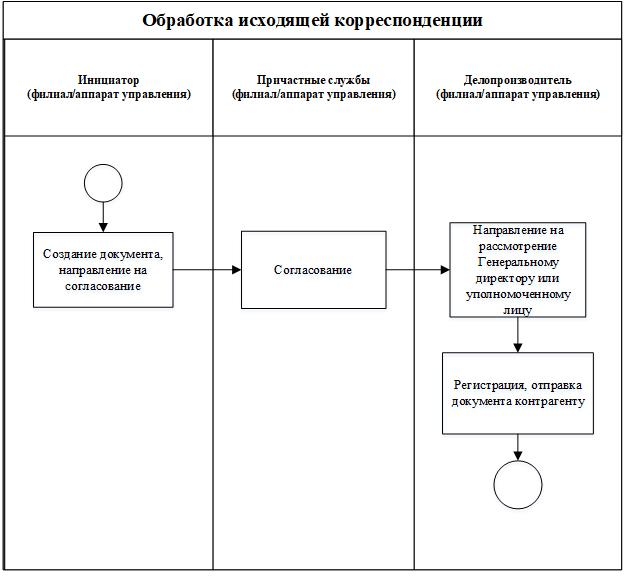 Обработка исходящей корреспонденции
Инициатор
(филиал/аппарат управления)
Причастные службы
(филиал/аппарат управления)
Делопроизводитель
(филиал/аппарат управления)
Создание документа,
направление на
согласование
Согласование
Направление на
рассмотрение
Генеральному
директору или
уполномоченному
лицу
Регистрация, отправка
документа контрагенту